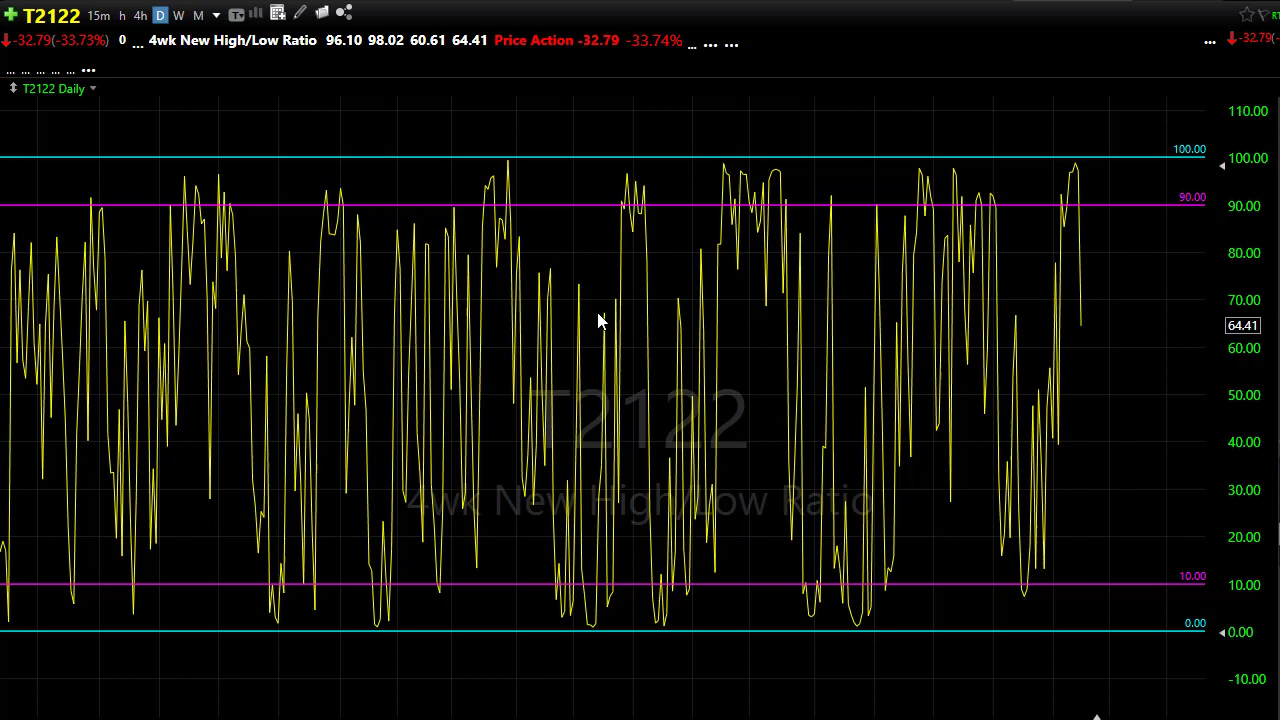 T2122 15m h 4h D W M
-32.79(-33.73%) 0 ... 4wk New High/Low Ratio 96.10 98.02 60.61 64.41 Price Action -32.79 -33.74% ... ... ... ... -32.79(-
... ... ... ... ... ...
T2122 Daily
110.00
100.00 100.00
90.00 90.00
80.00
70.00
64.41
60.00
50.00
T2122
40.00
4wk New High/Low Ratio
30.00
20.00
10.00 10.00
0.00 0.00
-10.00